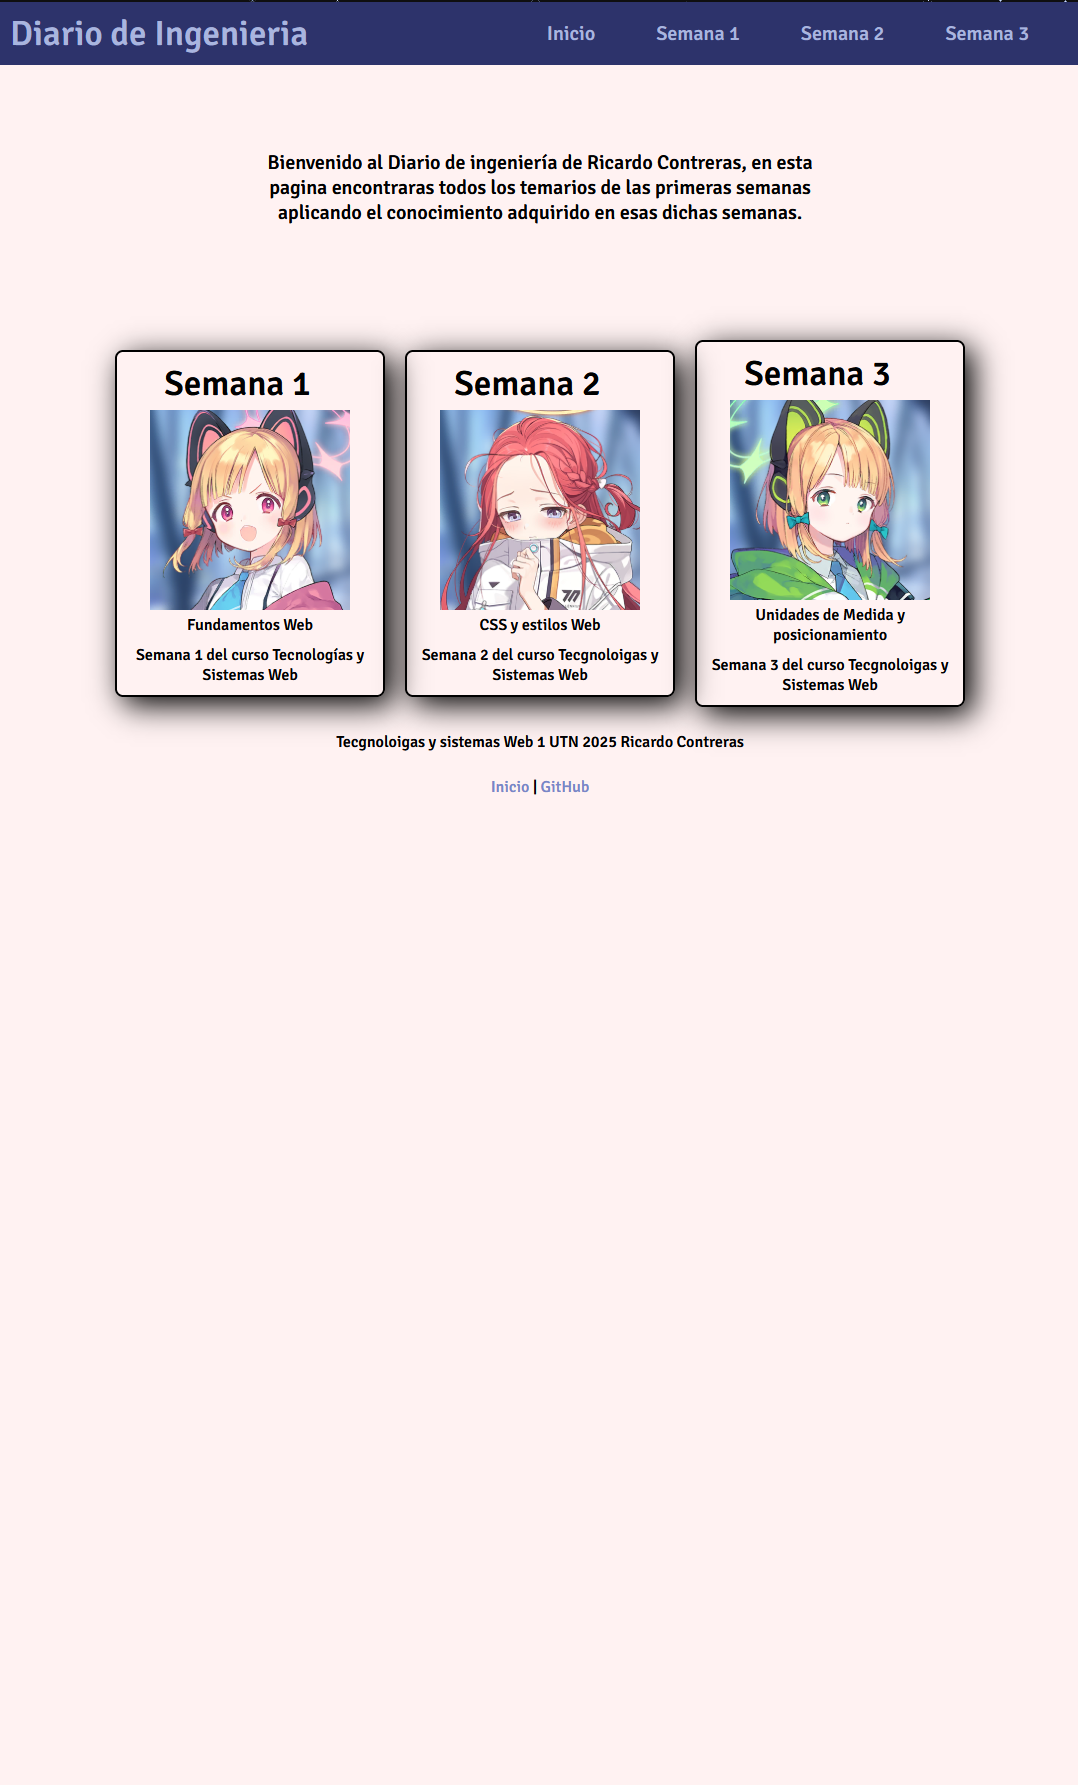 Diario de Ingenieria
Inicio
Semana 1
Semana 2
Semana 3
Bienvenido al Diario de ingeniería de Ricardo Contreras, en esta
pagina encontraras todos los temarios de las primeras semanas
aplicando el conocimiento adquirido en esas dichas semanas.
Semana 1
Fundamentos Web
Semana 1 del curso Tecnologías y
Sistemas Web
Semana 2
CSS y estilos Web
Semana 2 del curso Tecgnoloigas y
Sistemas Web
Semana 3
Unidades de Medida y
posicionamiento
Semana 3 del curso Tecgnoloigas y
Sistemas Web
Tecgnoloigas y sistemas Web 1 UTN 2025 Ricardo Contreras
Inicio | GitHub